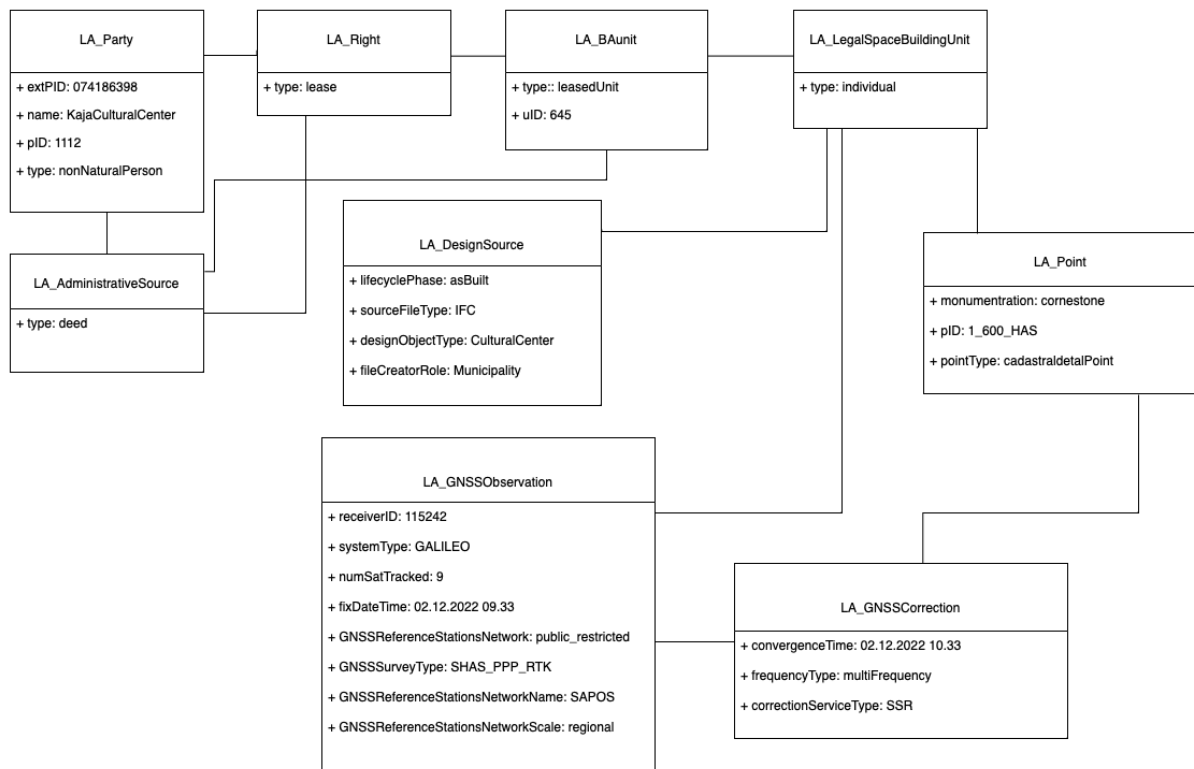 LA_Party
+ extPID: 074186398
+ name: KajaCulturalCenter
+ pID: 1112
+ type: nonNaturalPerson
LA_Right
+ type: lease
LA_BAunit
+ type:: leasedUnit
+ uID: 645
LA_LegalSpaceBuildingUnit
+ type: individual
LA_AdministrativeSource
+ type: deed
LA_DesignSource
+ lifecyclePhase: asBuilt
+ sourceFileType: IFC
+ designObjectType: CulturalCenter
+ fileCreatorRole: Municipality
LA_Point
+ monumentration: cornestone
+ pID: 1_600_HAS
+ pointType: cadastraldetalPoint
LA_GNSSObservation
+ receiverID: 115242
+ systemType: GALILEO
+ numSatTracked: 9
+ fixDateTime: 02.12.2022 09.33
+ GNSSReferenceStationsNetwork: public_restricted
+ GNSSSurveyType: SHAS_PPP_RTK
+ GNSSReferenceStationsNetworkName: SAPOS
+ GNSSReferenceStationsNetworkScale: regional
LA_GNSSCorrection
+ convergenceTime: 02.12.2022 10.33
+ frequencyType: multiFrequency
+ correctionServiceType: SSR